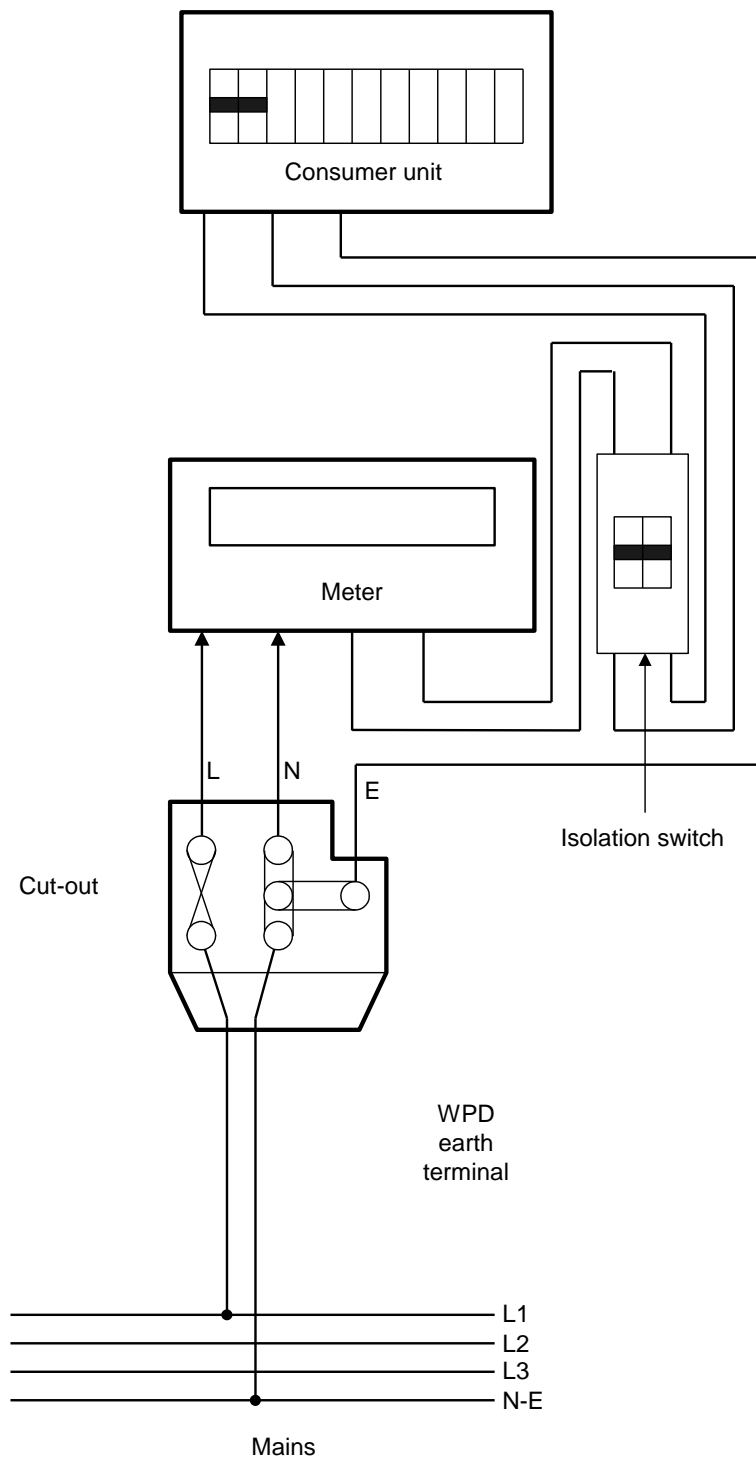 Consumer unit
Meter
L
N
E
Isolation switch
Cut-out
WPD
earth
terminal
L1
L2
L3
N-E
Mains